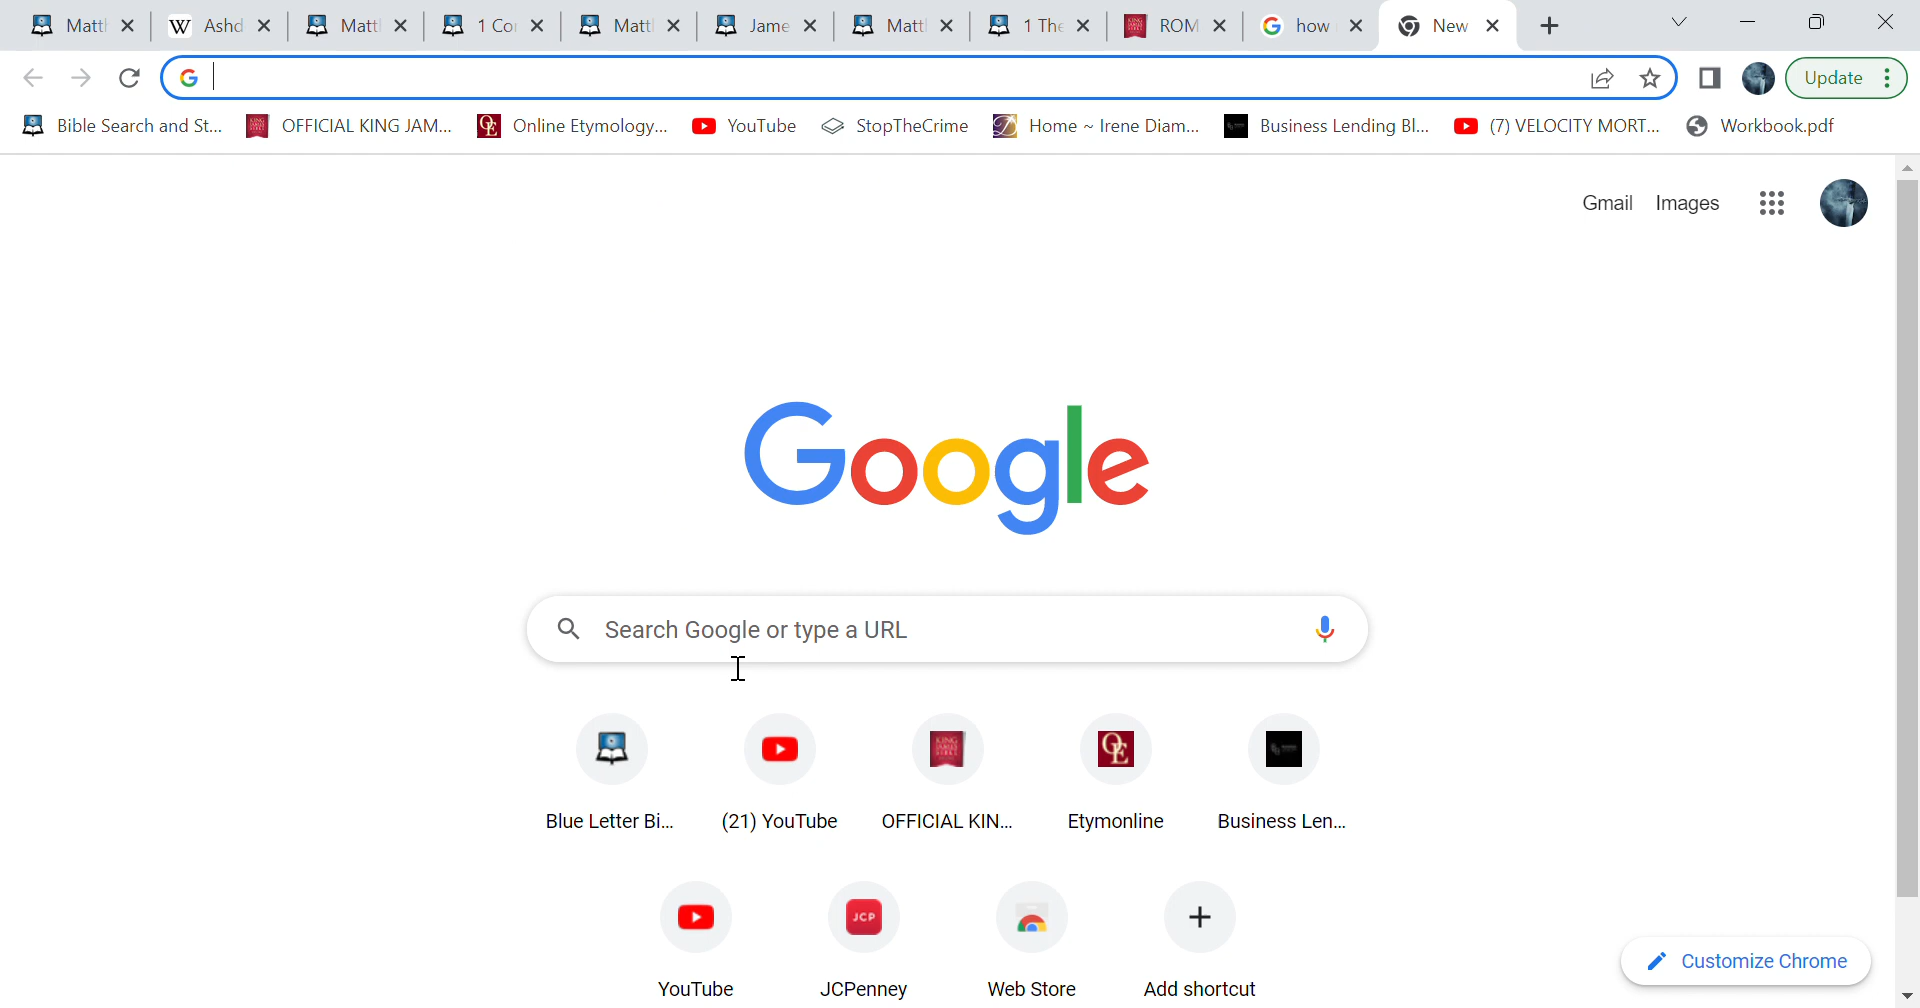 Matt Ashd Matt 1 Co Matt Jame Matt 1 The ROM how New
Update
Bible Search and St... OFFICIAL KING JAM... Online Etymology... YouTube StopTheCrime Home ~ Irene Diam... Business Lending Bl... (7) VELOCITY MORT... Workbook.pdf
Gmail Images
Google
Search Google or type a URL
Blue Letter Bi... (21) YouTube OFFICIAL KIN... Etymonline Business Len...
JCP
YouTube JCPenney Web Store Add shortcut
Customize Chrome